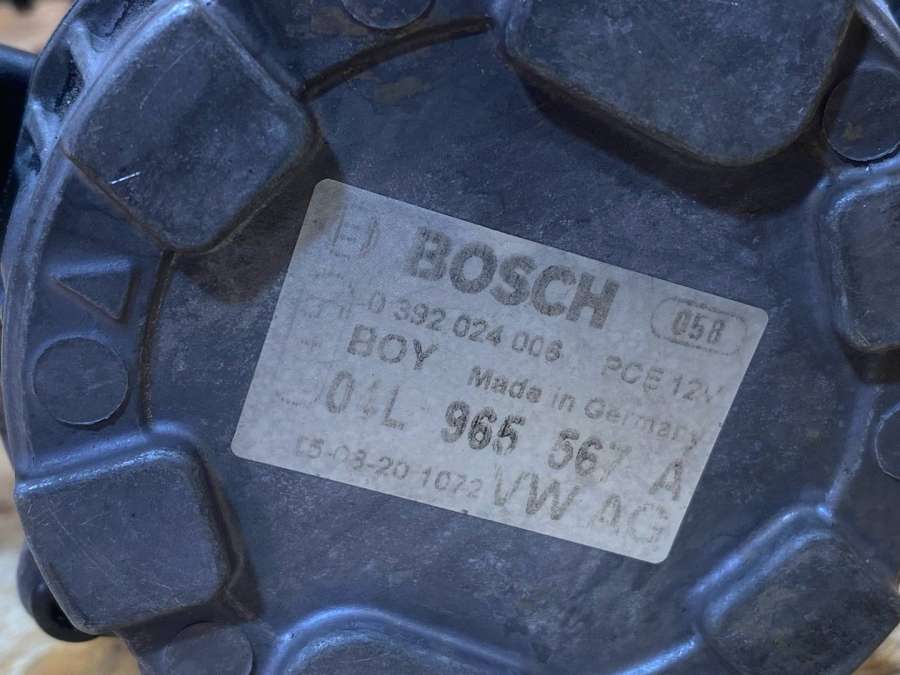 BOSCH 058
0 392 024 006 PCE 12V
BOY Made in Germany
04L 965 567 A
15-08-20 1072 VW AG